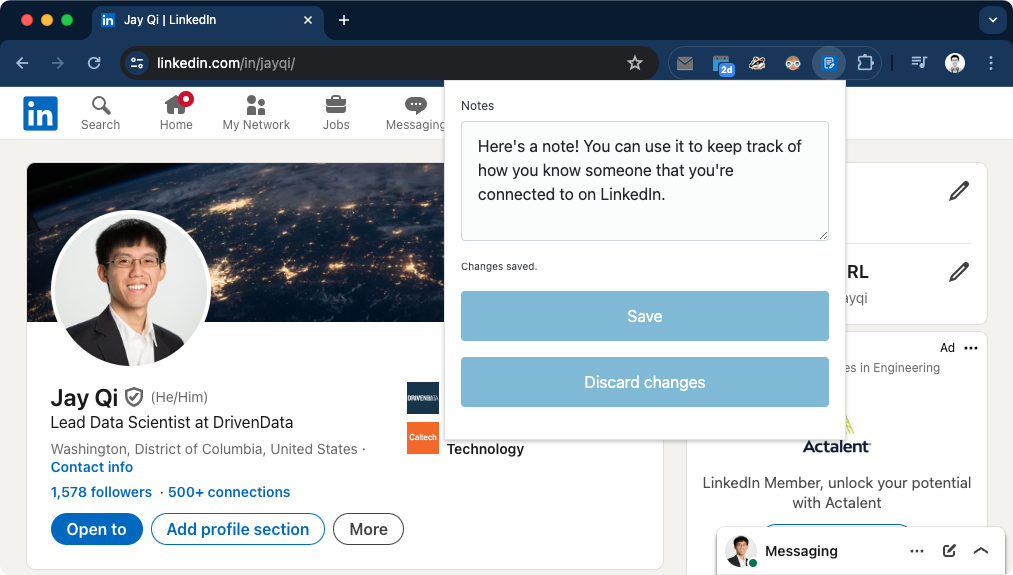 Jay Qi | LinkedIn
linkedin.com/in/jayqi/
2d
in
Search
Home
My Network
Jobs
Messaging
Notes
Here's a note! You can use it to keep track of
how you know someone that you're
connected to on LinkedIn.
Changes saved.
Save
Discard changes
RL
ayqi
Jay Qi (He/Him)
Lead Data Scientist at DrivenData
Washington, District of Columbia, United States ·
Contact info
1,578 followers · 500+ connections
Open to
Add profile section
More
DRIVENDATA
Caltech
Technology
Ad
es in Engineering
Actalent
LinkedIn Member, unlock your potential
with Actalent
Messaging